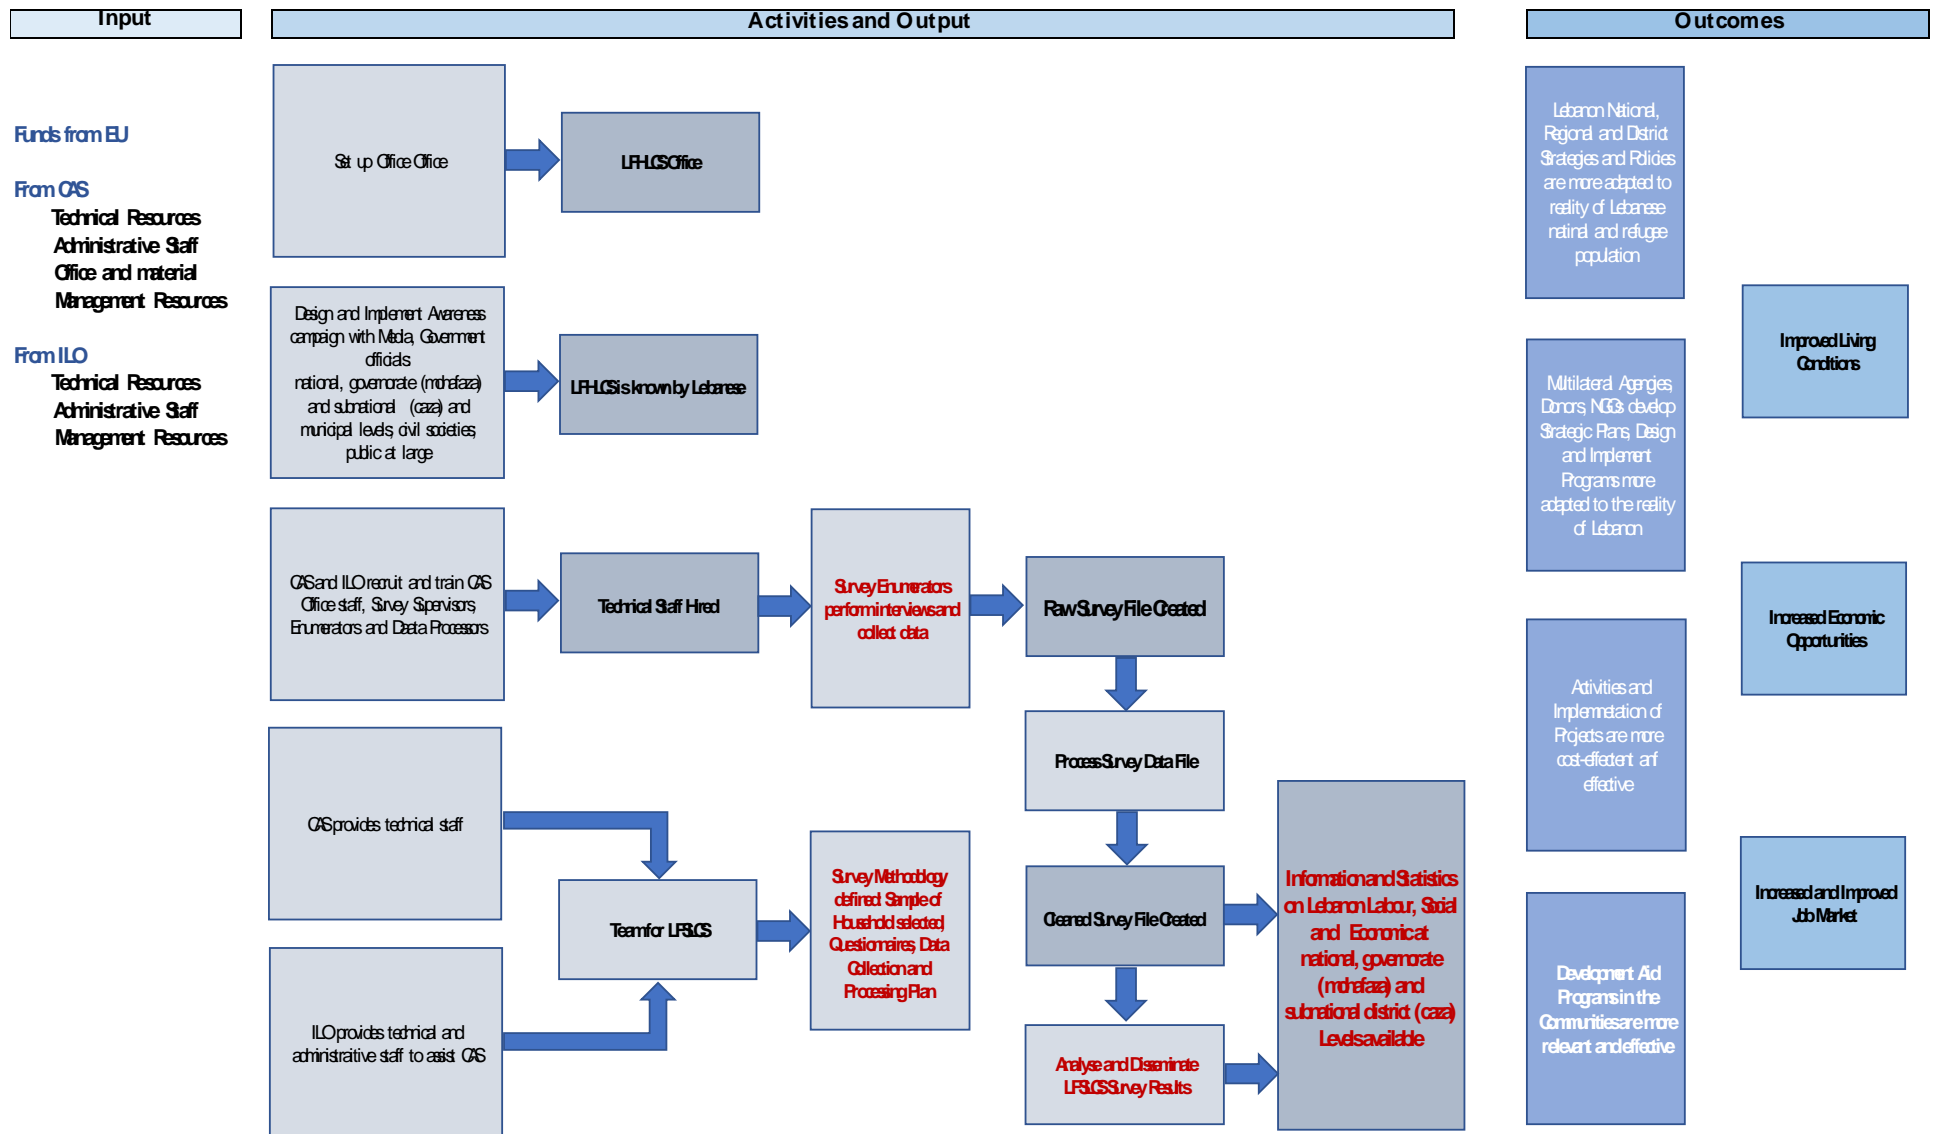 Input
Activities and Output
Outcomes
Funds from EU
From CAS
Technical Resources
Administrative Staff
Office and material
Management Resources
From ILO
Technical Resources
Administrative Staff
Management Resources
Set up Office Office
LFHLCS Office
Design and Implement Awareness
campaign with Media, Government
officials
national, governorate (mohafaza)
and subnational (caza) and
municipal levels, civil societies,
public at large
LFHLCS is known by Lebanese
CAS and ILO recruit and train CAS
Office staff, Survey Supervisors,
Enumerators and Daata Processors
Technical Staff Hired
Survey Enumerators
perform interviews and
collect data
Raw Survey File Created
Process Survey Data File
CAS provides technical staff
Team for LFSLCS
Survey Methodology
defined: Sample of
Household selected,
Questionnaires, Data
Collection and
Processing Plan
Cleaned Survey File Created
ILO provides technical and
administraitive staff to assist CAS
Analyse and Disseminate
LFSLCS Survey Results
Information and Statistics
on Lebanon Labour, Social
and Economic at
national, governorate
(mohafaza) and
subnational district (caza)
Levels available
Lebanon National,
Regional and District
Strategies and Policies
are more adapted to
reality of Lebanese
natinal and refugee
population
Multilateral Agengies,
Donors, NGOs develop
Strategic Plans, Design
and Implement
Programs more
adapted to the reality
of Lebanon
Activities and
Implemnetation of
Projects are more
cost-effectent anf
effective
Development Aid
Programs in the
Communities are more
relevant and effective
Improved Living
Conditions
Increased Economic
Opportunities
Increased and Improved
Job Market